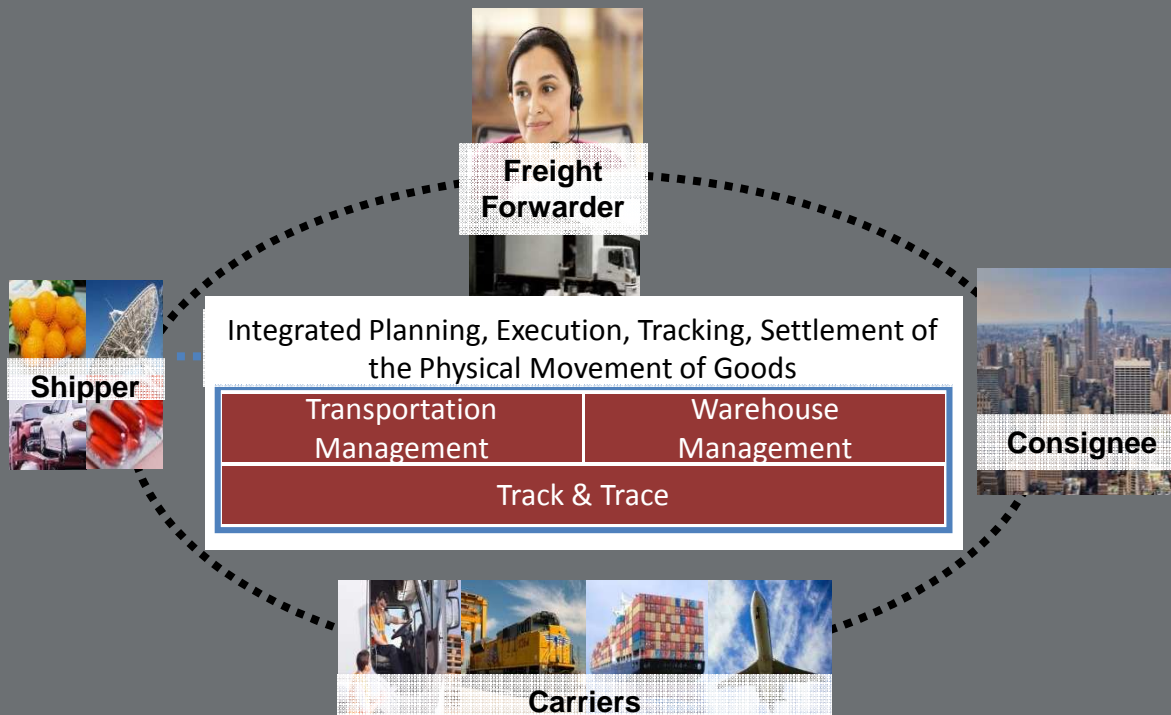 Freight
Forwarder
Integrated Planning, Execution, Tracking, Settlement of
the Physical Movement of Goods
Shipper
Transportation
Management
Warehouse
Management
Consignee
Track & Trace
Carriers